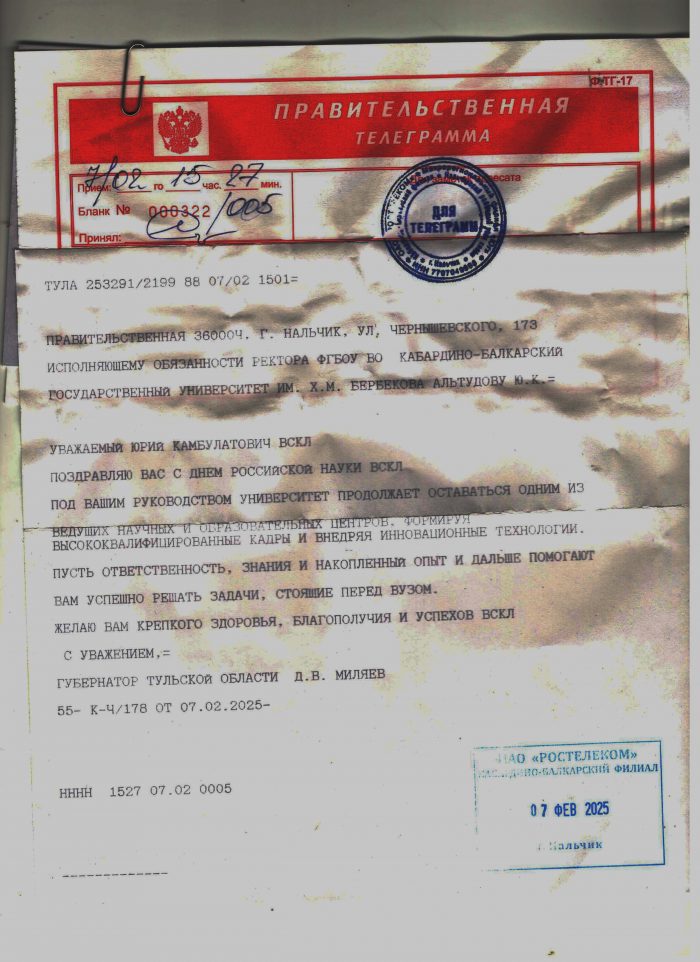 ФТГ-17
ПРАВИТЕЛЬСТВЕННАЯ
ТЕЛЕГРАММА
Прием: 7/02 го 15 час. 27 мин.
Бланк № 000322 /005
Принял:
ДЛЯ
ТЕЛЕГРАММ
ТУЛА 253291/2199 88 07/02 1501=
ПРАВИТЕЛЬСТВЕННАЯ 36000Ч. Г. НАЛЬЧИК, УЛ, ЧЕРНЫШЕВСКОГО, 173
ИСПОЛНЯЮЩЕМУ ОБЯЗАННОСТИ РЕКТОРА ФГБОУ ВО КАБАРДИНО-БАЛКАРСКИЙ
ГОСУДАРСТВЕННЫЙ УНИВЕРСИТЕТ ИМ. Х.М. БЕРБЕКОВА АЛЬТУДОВУ Ю.К.=
УВАЖАЕМЫЙ ЮРИЙ КАМБУЛАТОВИЧ ВСКЛ
ПОЗДРАВЛЯЮ ВАС С ДНЕМ РОССИЙСКОЙ НАУКИ ВСКЛ
ПОД ВАШИМ РУКОВОДСТВОМ УНИВЕРСИТЕТ ПРОДОЛЖАЕТ ОСТАВАТЬСЯ ОДНИМ ИЗ
ВЕДУЩИХ НАУЧНЫХ И ОБРАЗОВАТЕЛЬНЫХ ЦЕНТРОВ, ФОРМИРУЯ
ВЫСОКОКВАЛИФИЦИРОВАННЫЕ КАДРЫ И ВНЕДРЯЯ ИННОВАЦИОННЫЕ ТЕХНОЛОГИИ.
ПУСТЬ ОТВЕТСТВЕННОСТЬ, ЗНАНИЯ И НАКОПЛЕННЫЙ ОПЫТ И ДАЛЬШЕ ПОМОГАЮТ
ВАМ УСПЕШНО РЕШАТЬ ЗАДАЧИ, СТОЯЩИЕ ПЕРЕД ВУЗОМ.
ЖЕЛАЮ ВАМ КРЕПКОГО ЗДОРОВЬЯ, БЛАГОПОЛУЧИЯ И УСПЕХОВ ВСКЛ
С УВАЖЕНИЕМ,=
ГУБЕРНАТОР ТУЛЬСКОЙ ОБЛАСТИ Д.В. МИЛЯЕВ
55- К-Ч/178 ОТ 07.02.2025-
НННН 1527 07.02 0005
ПАО «РОСТЕЛЕКОМ»
КАБАРДИНО-БАЛКАРСКИЙ ФИЛИАЛ
07 ФЕВ 2025
г. Нальчик